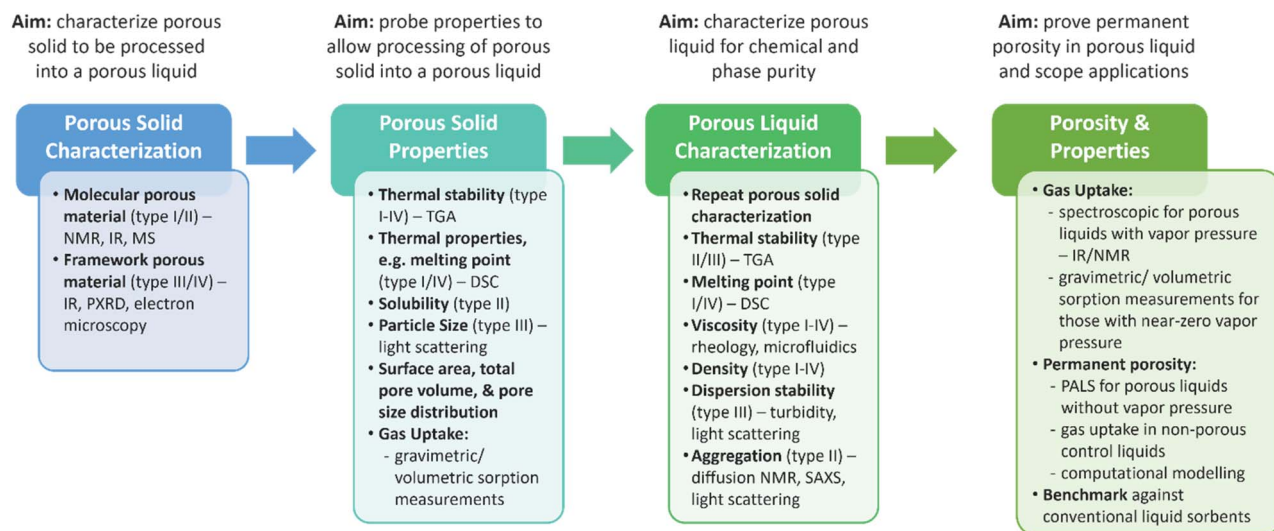 Aim: characterize porous
solid to be processed
into a porous liquid
Porous Solid
Characterization
• Molecular porous
material (type I/II) –
NMR, IR, MS
• Framework porous
material (type III/IV) –
IR, PXRD, electron
microscopy
Aim: probe properties to
allow processing of porous
solid into a porous liquid
Porous Solid
Properties
• Thermal stability (type
I-IV) – TGA
• Thermal properties,
e.g. melting point
(type I/IV) – DSC
• Solubility (type II)
• Particle Size (type III) –
light scattering
• Surface area, total
pore volume, & pore
size distribution
• Gas Uptake:
- gravimetric/
volumetric sorption
measurements
Aim: characterize porous
liquid for chemical and
phase purity
Porous Liquid
Characterization
• Repeat porous solid
characterization
• Thermal stability (type
II/III) – TGA
• Melting point (type
I/IV) – DSC
• Viscosity (type I-IV) –
rheology, microfluidics
• Density (type I-IV)
• Dispersion stability
(type III) – turbidity,
light scattering
• Aggregation (type II) –
diffusion NMR, SAXS,
light scattering
Aim: prove permanent
porosity in porous liquid
and scope applications
Porosity &
Properties
• Gas Uptake:
- spectroscopic for porous
liquids with vapor pressure
– IR/NMR
- gravimetric/ volumetric
sorption measurements for
those with near-zero vapor
pressure
• Permanent porosity:
- PALS for porous liquids
without vapor pressure
- gas uptake in non-porous
control liquids
- computational modelling
• Benchmark against
conventional liquid sorbents